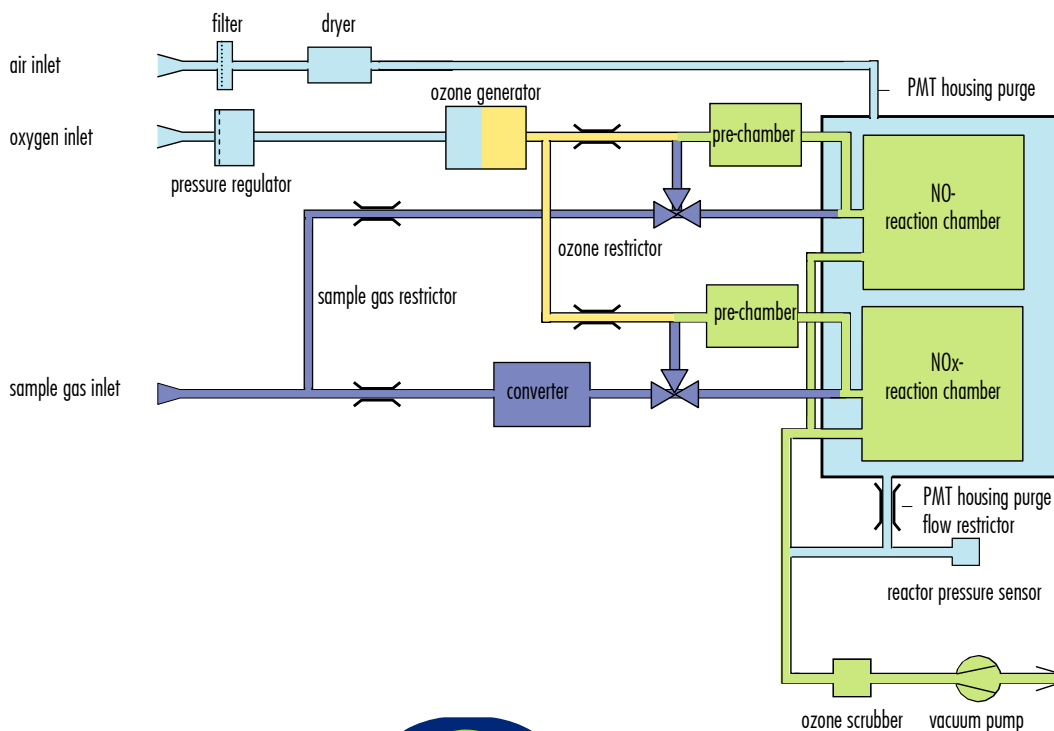 filter
dryer
air inlet
PMT housing purge
ozone generator
oxygen inlet
pre-chamber
pressure regulator
NO-
reaction chamber
ozone restrictor
sample gas restrictor
pre-chamber
sample gas inlet
converter
NOx-
reaction chamber
PMT housing purge
flow restrictor
reactor pressure sensor
ozone scrubber
vacuum pump